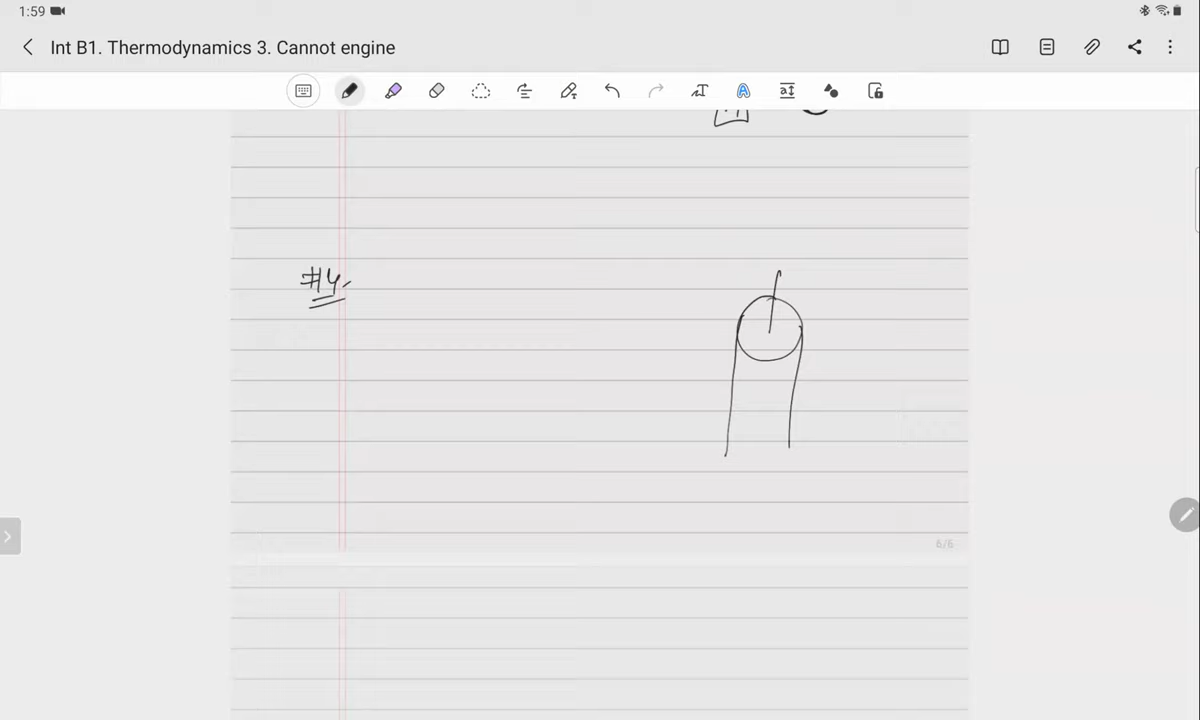 1:59
Int B1. Thermodynamics 3. Cannot engine
#4.
6/6